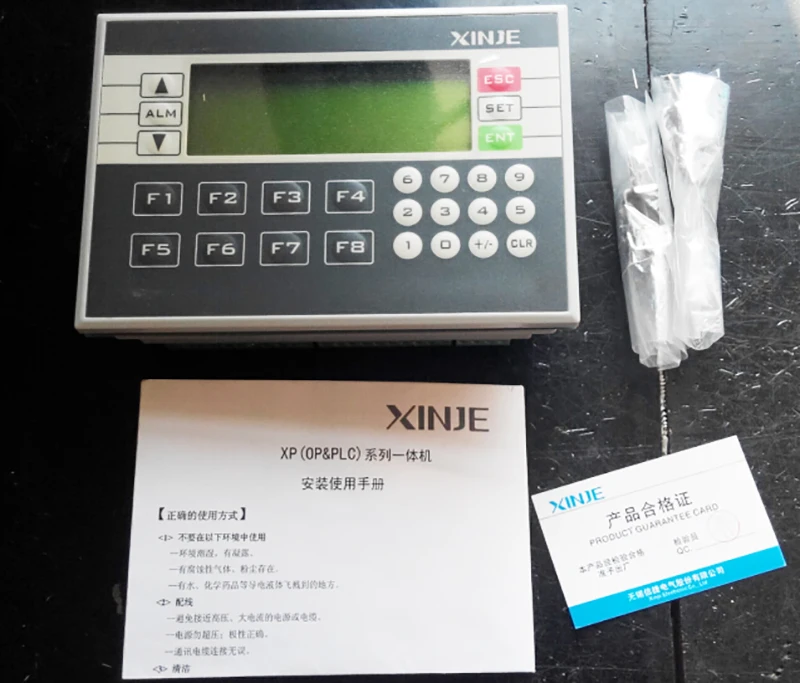 XINJE
▲
ALM
▼
ESC
SET
ENT
F1 F2 F3 F4
F5 F6 F7 F8
6 7 8 9
2 3 4 5
1 0 +/- CLR
XINJE
XP(OP&PLC)系列一体机
安装使用手册
【正确的使用方式】
<1> 不要在以下环境中使用
—环境潮湿，有凝露。
—有腐蚀性气体、粉尘存在。
—有水、化学药品等导电液体飞溅到的地方。
<2> 配线
—避免接近高压、大电流的电源或电缆。
—电源勿超压；极性正确。
—通讯电缆连接无误。
<3> 清洁
XINJE
产品合格证
PRODUCT GUARANTEE CARD
本产品经检验合格
准予出厂
检验员
QC.
无锡信捷电气股份有限公司